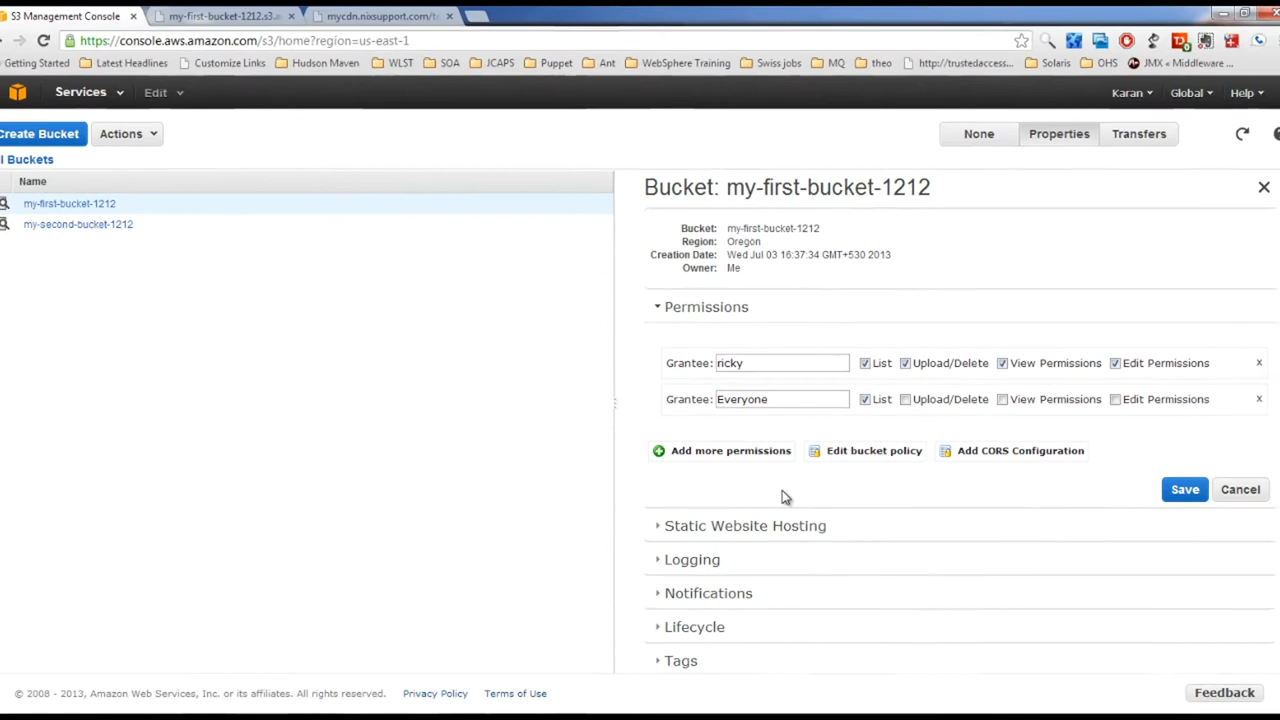 S3 Management Console
my-first-bucket-1212.s3.a
mycdn.nixsupport.com/te
https://console.aws.amazon.com/s3/home?region=us-east-1
Getting Started Latest Headlines Customize Links Hudson Maven WLST SOA JCAPS Puppet Ant WebSphere Training Swiss jobs MQ theo http://trustedaccess... Solaris OHS JMX « Middleware ...
Services Edit Karan Global Help
Create Bucket Actions None Properties Transfers
l Buckets
Name
my-first-bucket-1212
my-second-bucket-1212
Bucket: my-first-bucket-1212
Bucket: my-first-bucket-1212
Region: Oregon
Creation Date: Wed Jul 03 16:37:34 GMT+530 2013
Owner: Me
Permissions
Grantee: ricky List Upload/Delete View Permissions Edit Permissions x
Grantee: Everyone List Upload/Delete View Permissions Edit Permissions x
Add more permissions Edit bucket policy Add CORS Configuration
Save Cancel
Static Website Hosting
Logging
Notifications
Lifecycle
Tags
© 2008 - 2013, Amazon Web Services, Inc. or its affiliates. All rights reserved. Privacy Policy Terms of Use Feedback